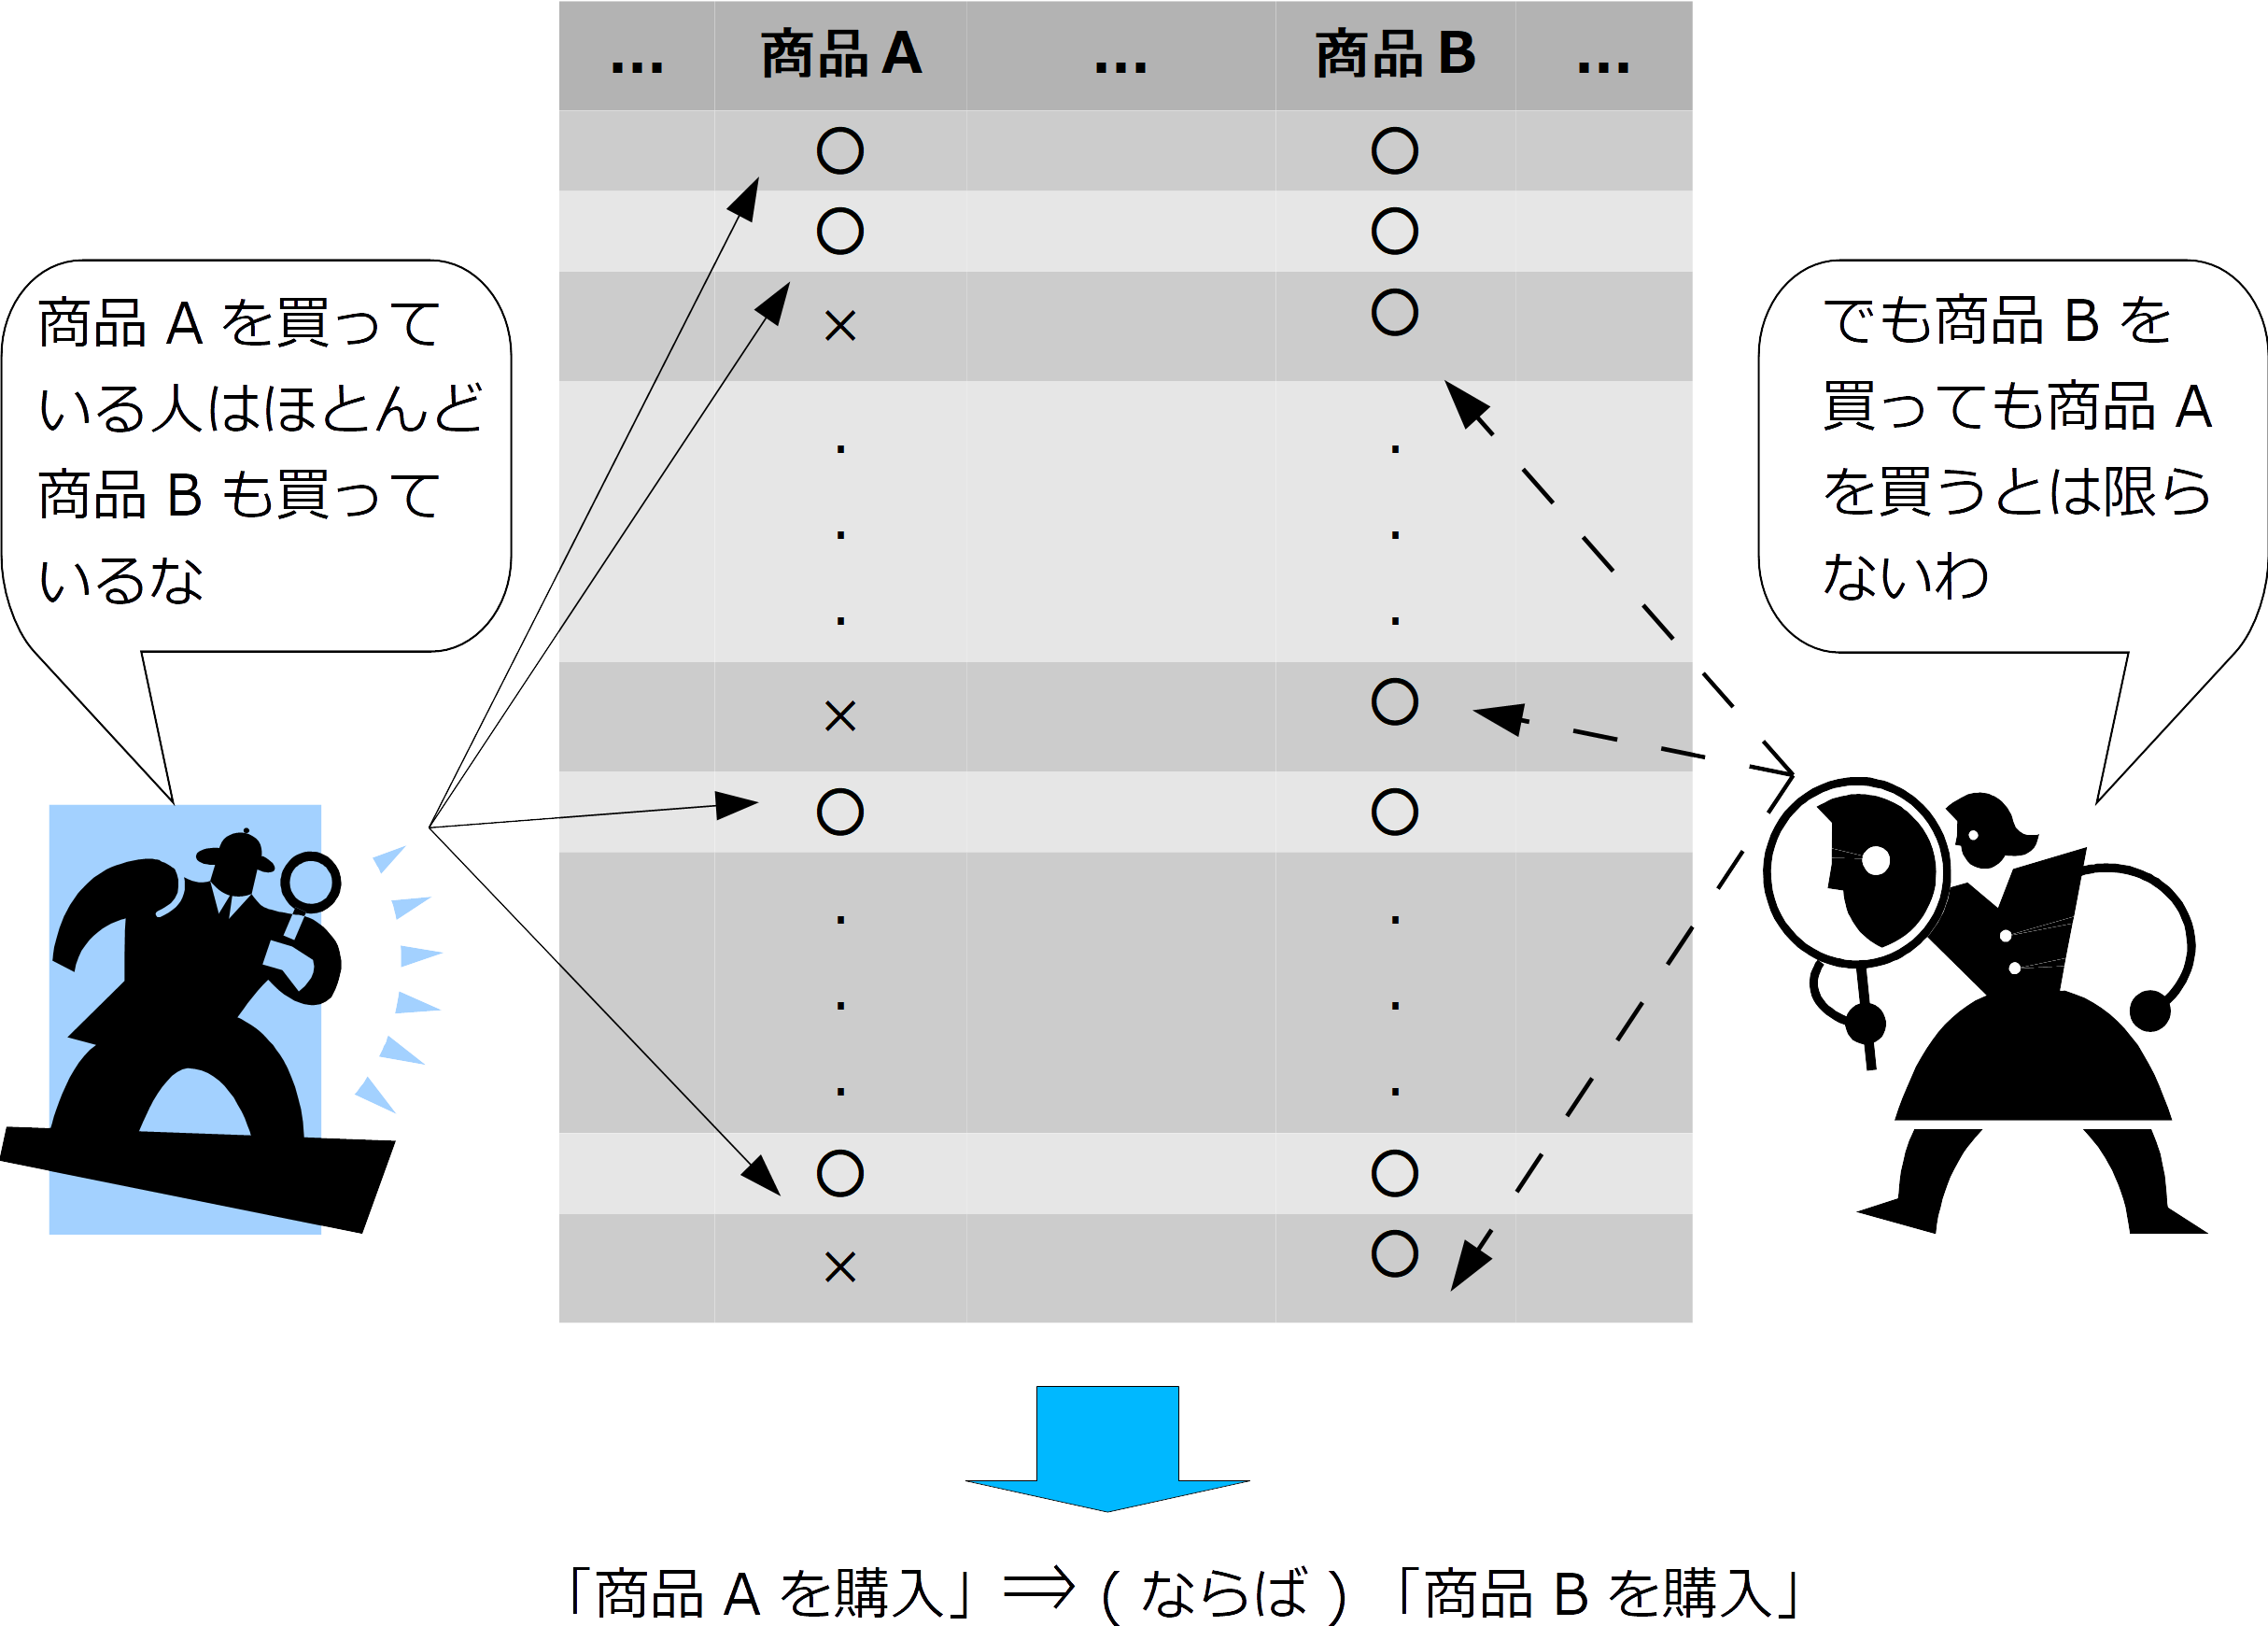 ... 商品A ... 商品B ...
〇 〇
〇 〇
× 〇
. .
. .
. .
× 〇
〇 〇
. .
. .
. .
〇 〇
× 〇
商品 A を買って
いる人はほとんど
商品 B も買って
いるな
でも商品 B を
買っても商品 A
を買うとは限ら
ないわ
「商品 A を購入」⇒ ( ならば ) 「商品 B を購入」